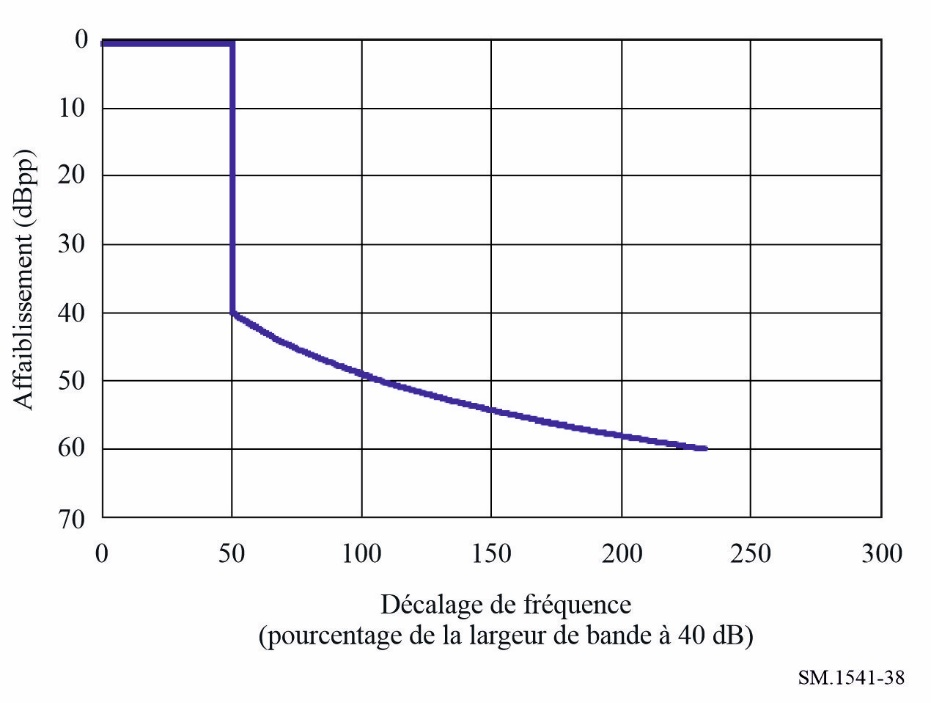 0
10
20
30
40
50
60
70
Affaiblissement (dBpp)
0 50 100 150 200 250 300
Décalage de fréquence
(pourcentage de la largeur de bande à 40 dB)
SM.1541-38